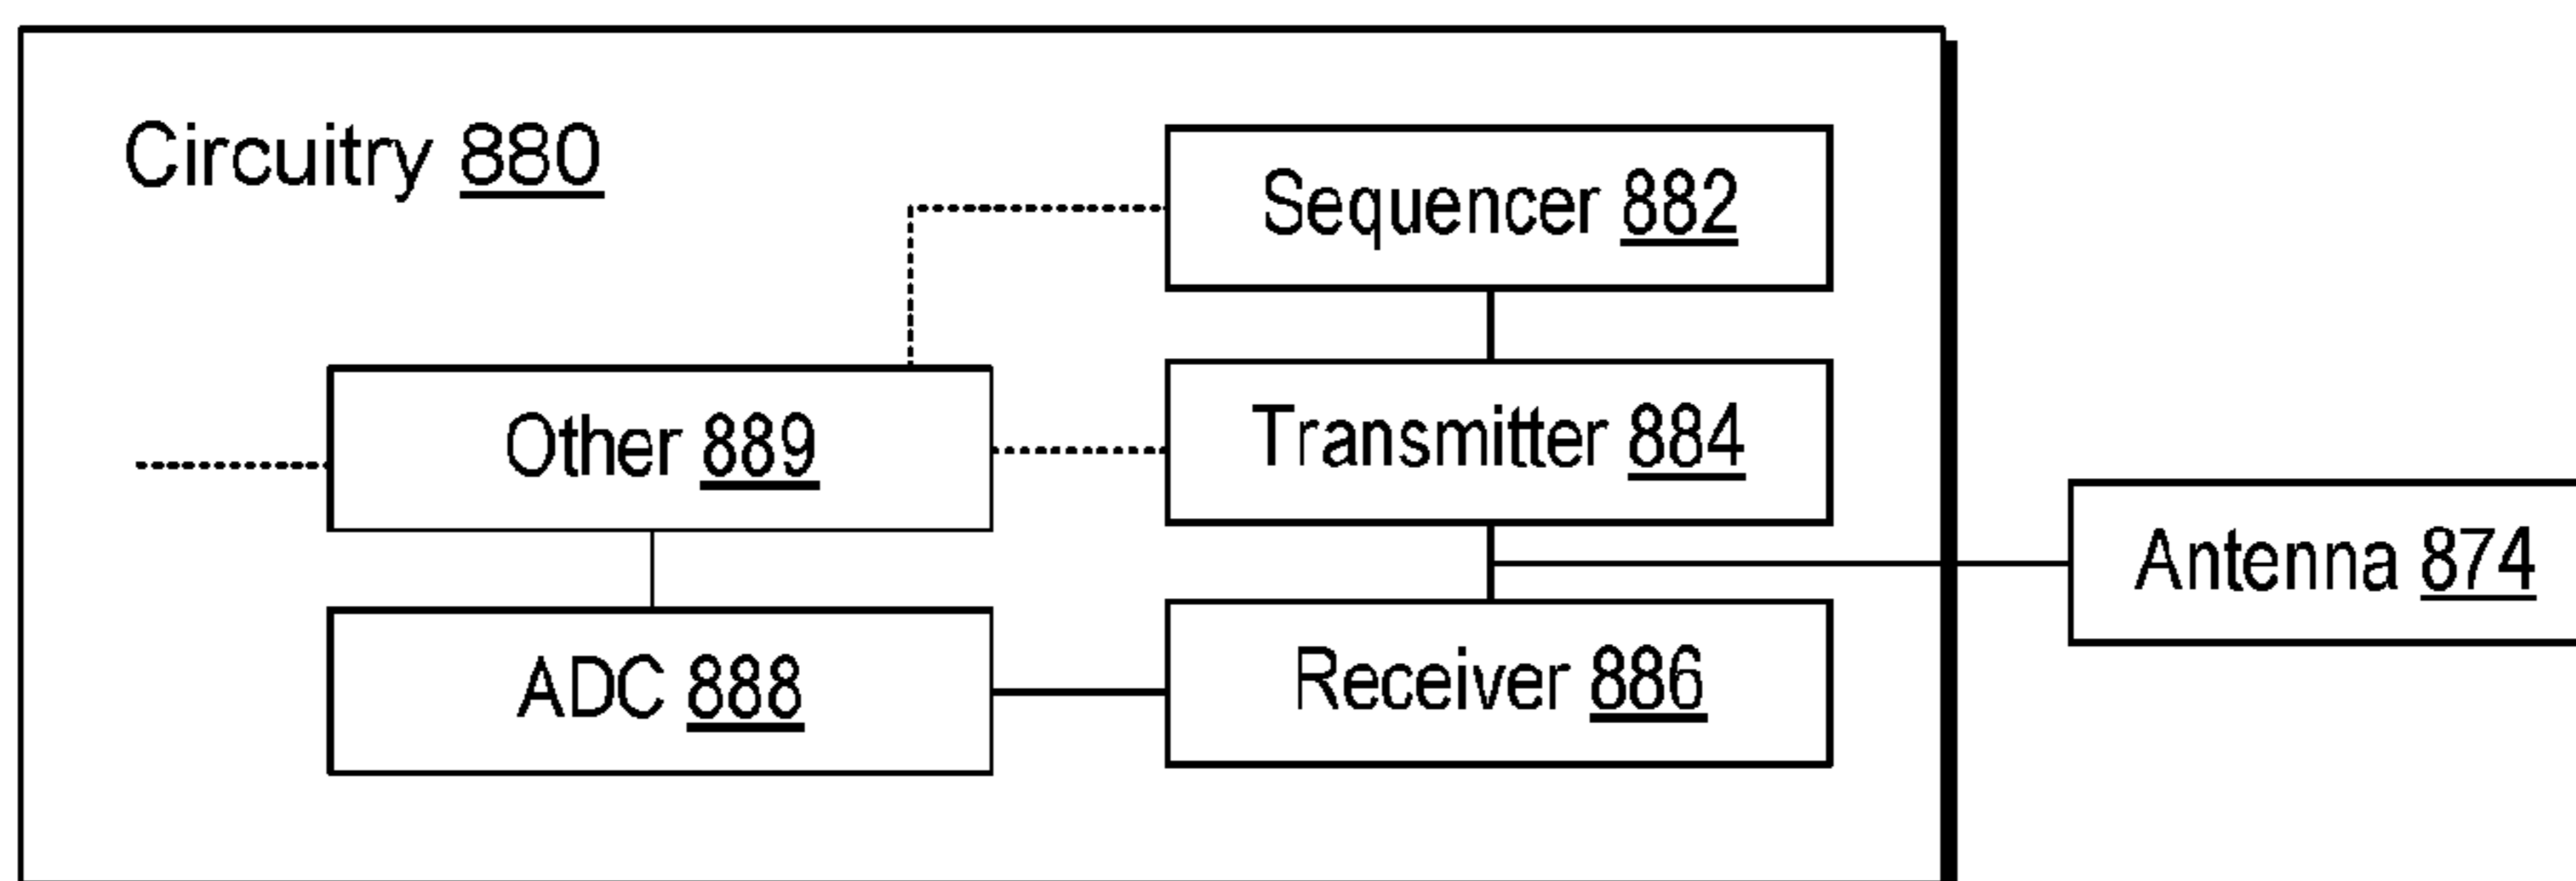 Circuitry 880
Sequencer 882
Other 889
Transmitter 884
Antenna 874
ADC 888
Receiver 886